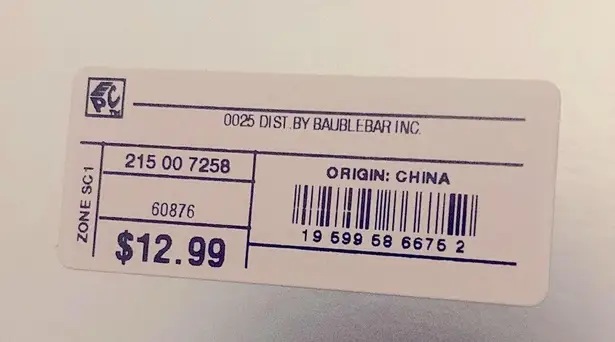 EPC
0025 DIST.BY BAUBLEBAR INC.
ZONE SC1
215 00 7258
60876
$12.99
ORIGIN: CHINA
19 599 58 6675 2